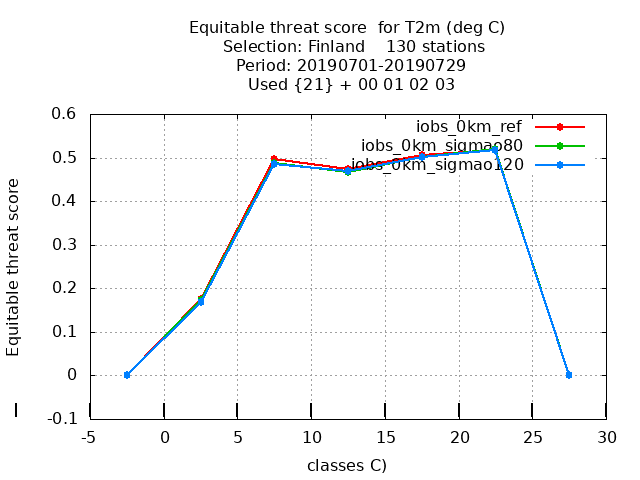 Equitable threat score  for T2m (deg C)
Selection: Finland    130 stations
Period: 20190701-20190729
Used {21} + 00 01 02 03
iobs_0km_ref
iobs_0km_sigmao80
iobs_0km_sigmao120
Equitable threat score
0.6
0.5
0.4
0.3
0.2
0.1
0
-0.1
-5
0
5
10
15
20
25
30
classes C)